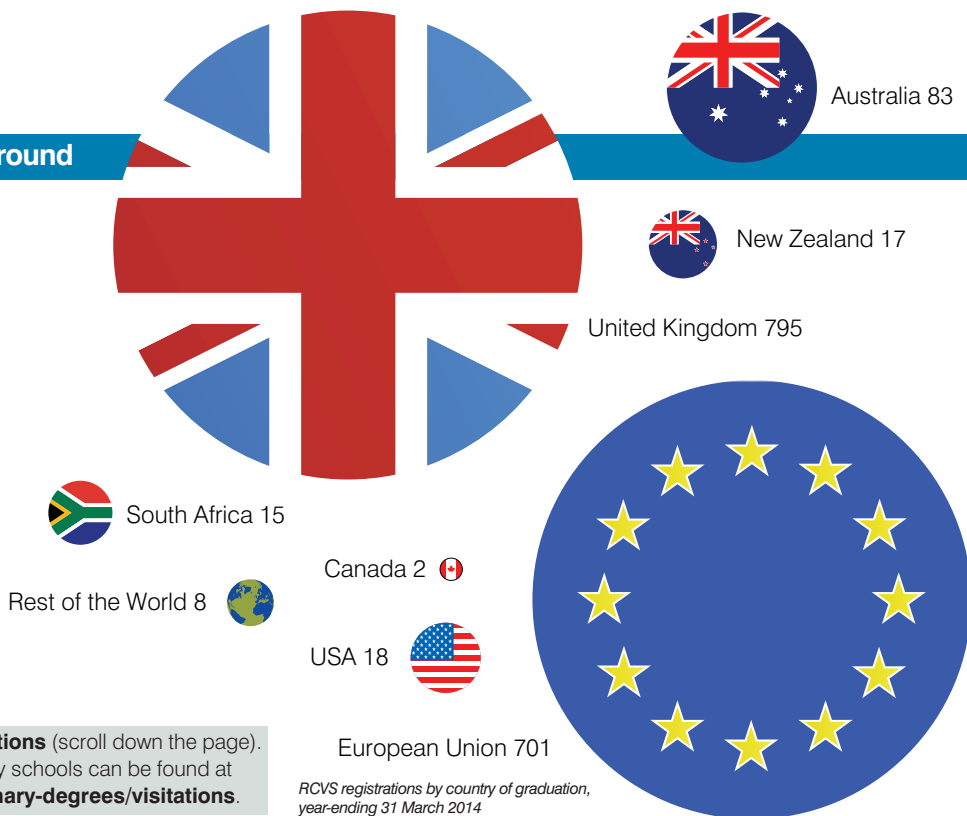 Australia 83
round
New Zealand 17
United Kingdom 795
South Africa 15
Canada 2
Rest of the World 8
USA 18
European Union 701
tions (scroll down the page).
y schools can be found at
nary-degrees/visitations.
RCVS registrations by country of graduation,
year-ending 31 March 2014